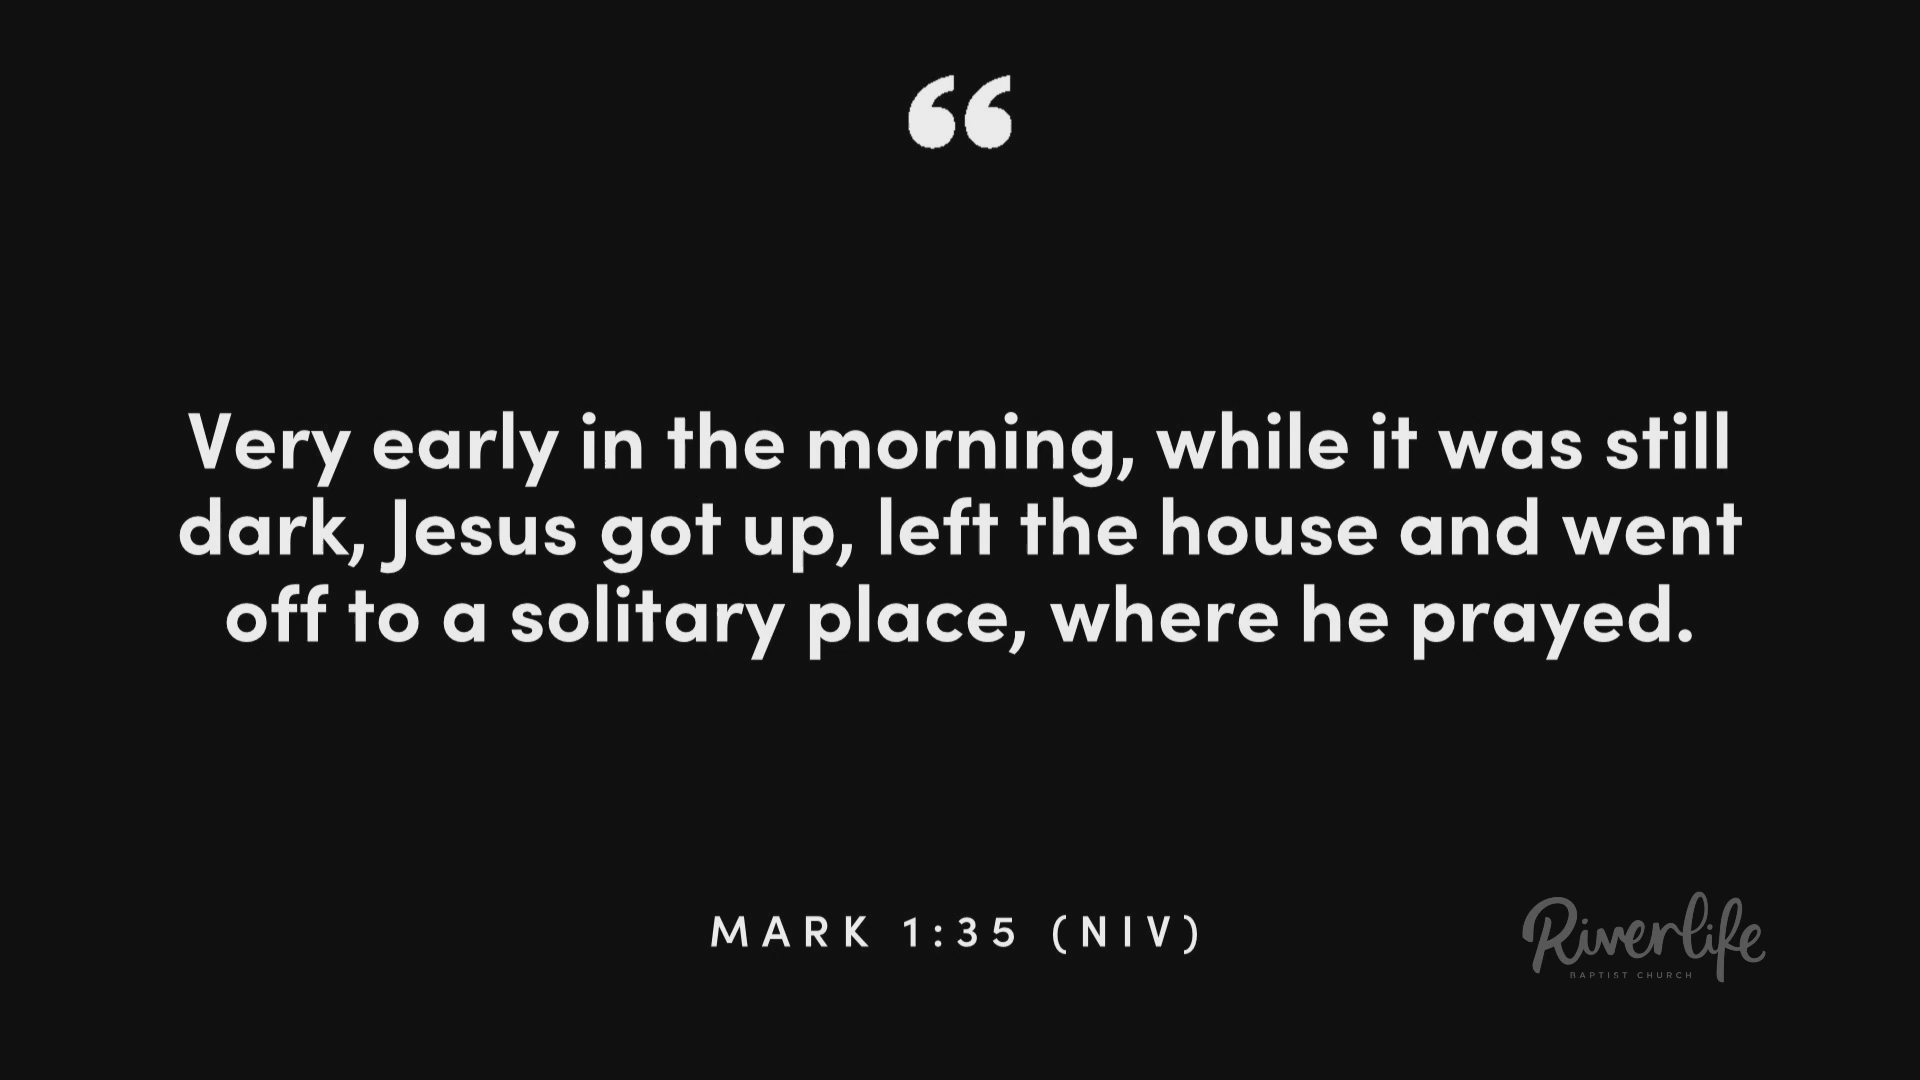 “
Very early in the morning, while it was still
dark, Jesus got up, left the house and went
off to a solitary place, where he prayed.
MARK 1:35 (NIV)
Riverlife
BAPTIST CHURCH